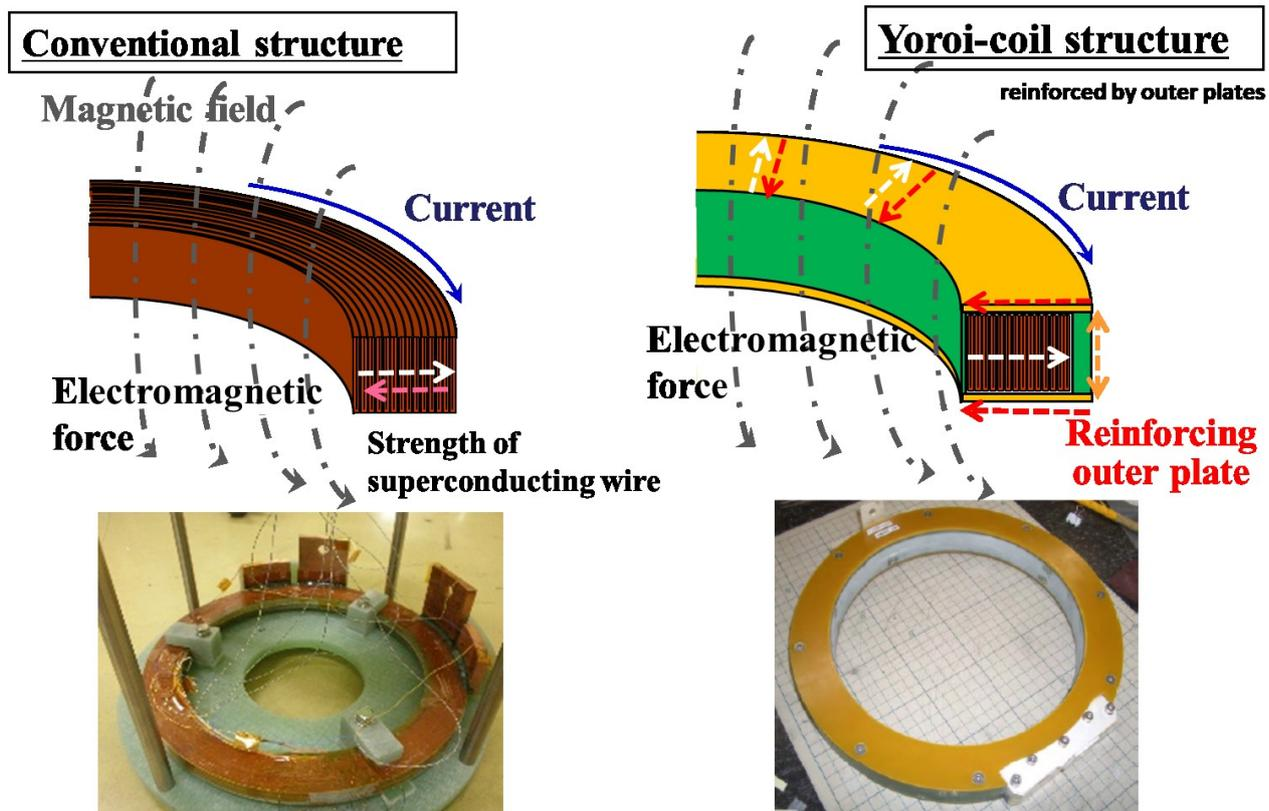 Conventional structure
Magnetic field
Current
Electromagnetic
force
Strength of
superconducting wire
Yoroi-coil structure
reinforced by outer plates
Current
Electromagnetic
force
Reinforcing
outer plate